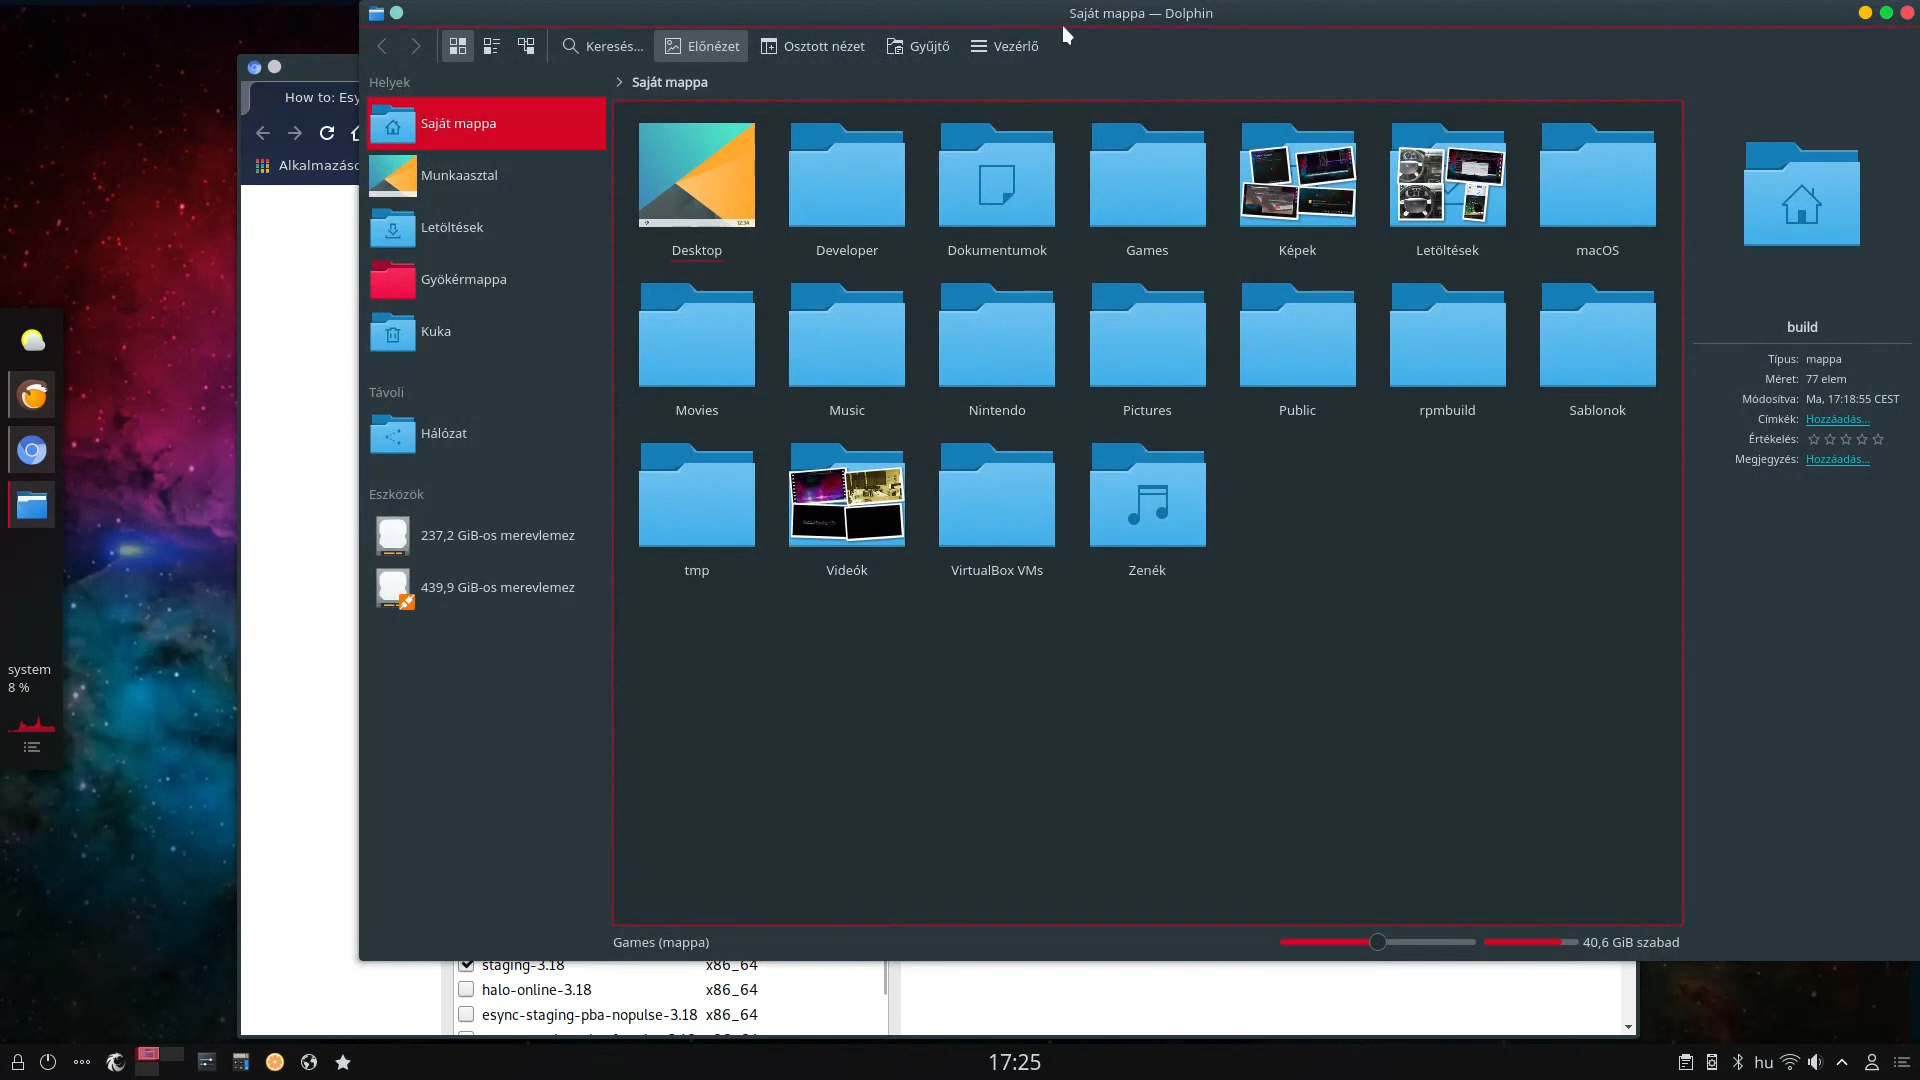 Saját mappa — Dolphin
Keresés...
Előnézet
Osztott nézet
Gyűjtő
Vezérlő
How to: Esy
Alkalmazáso
Helyek
Saját mappa
Munkaasztal
Letöltések
Gyökérmappa
Kuka
Távoli
Hálózat
Eszközök
237,2 GiB-os merevlemez
439,9 GiB-os merevlemez
Saját mappa
Desktop
Developer
Dokumentumok
Games
Képek
Letöltések
macOS
Movies
Music
Nintendo
Pictures
Public
rpmbuild
Sablonok
tmp
Videók
VirtualBox VMs
Zenék
build
Típus: mappa
Méret: 77 elem
Módosítva: Ma, 17:18:55 CEST
Címkék: Hozzáadás...
Értékelés:
Megjegyzés: Hozzáadás...
Games (mappa)
40,6 GiB szabad
system
8 %
staging-3.18 x86_64
halo-online-3.18 x86_64
esync-staging-pba-nopulse-3.18 x86_64
17:25
hu